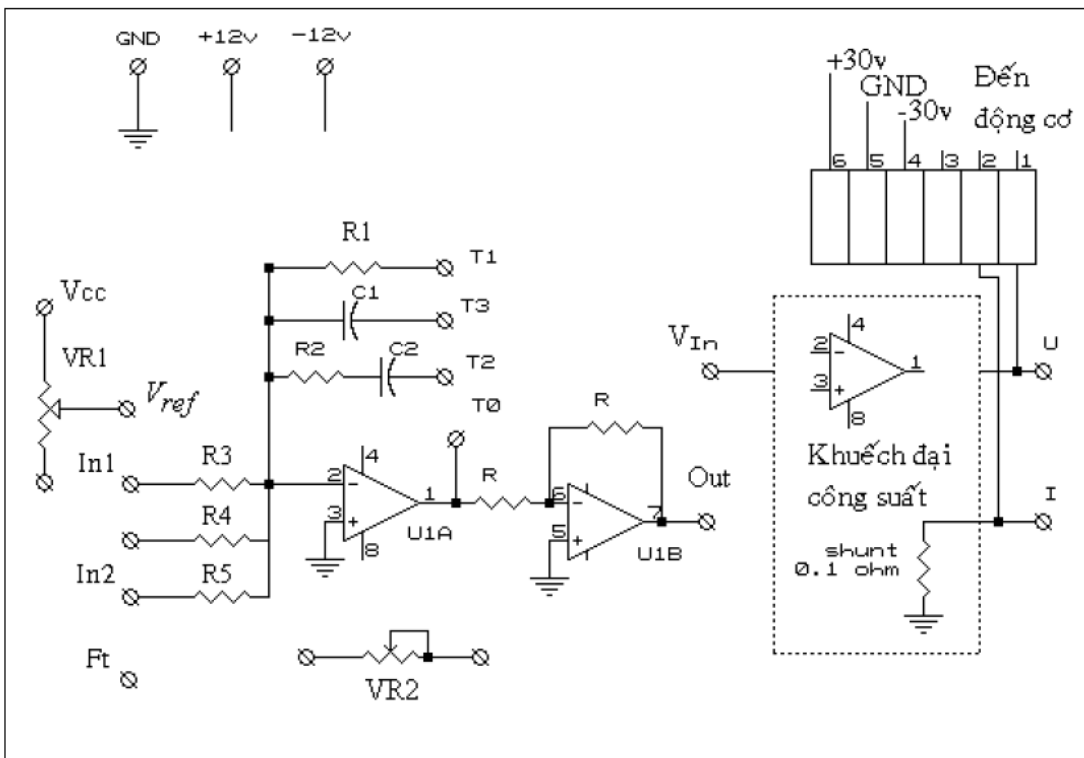 GND +12v -12v
+30v
GND
-30v
Đến
động cơ
6 5 4 3 2 1
R1
T1
C1
T3
R2
C2
T2
T0
Vcc
VR1
Vref
In1
R3
R4
In2
R5
Ft
2
3
4
8
1
U1A
R
R
6
5
7
U1B
Out
VR2
VIn
2
3
4
8
1
U
Khuếch đại
công suất
I
shunt
0.1 ohm